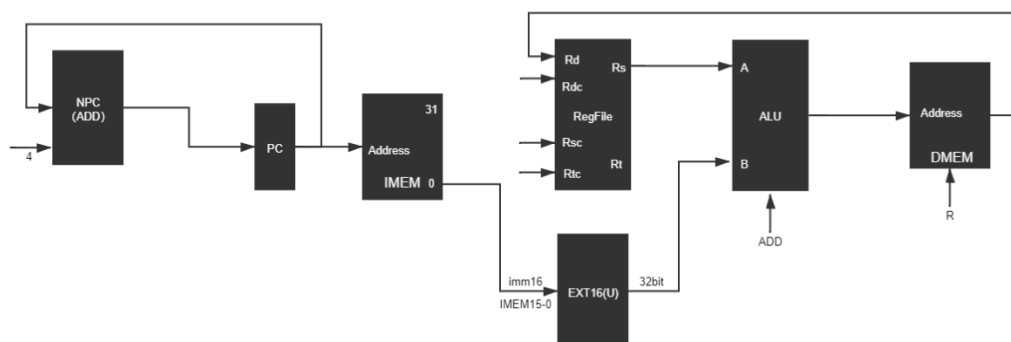 NPC
(ADD)
4
PC
31
Address
IMEM 0
Rd
Rs
Rdc
RegFile
Rsc
Rt
Rtc
A
ALU
B
ADD
Address
DMEM
R
imm16
IMEM15-0
EXT16(U)
32bit